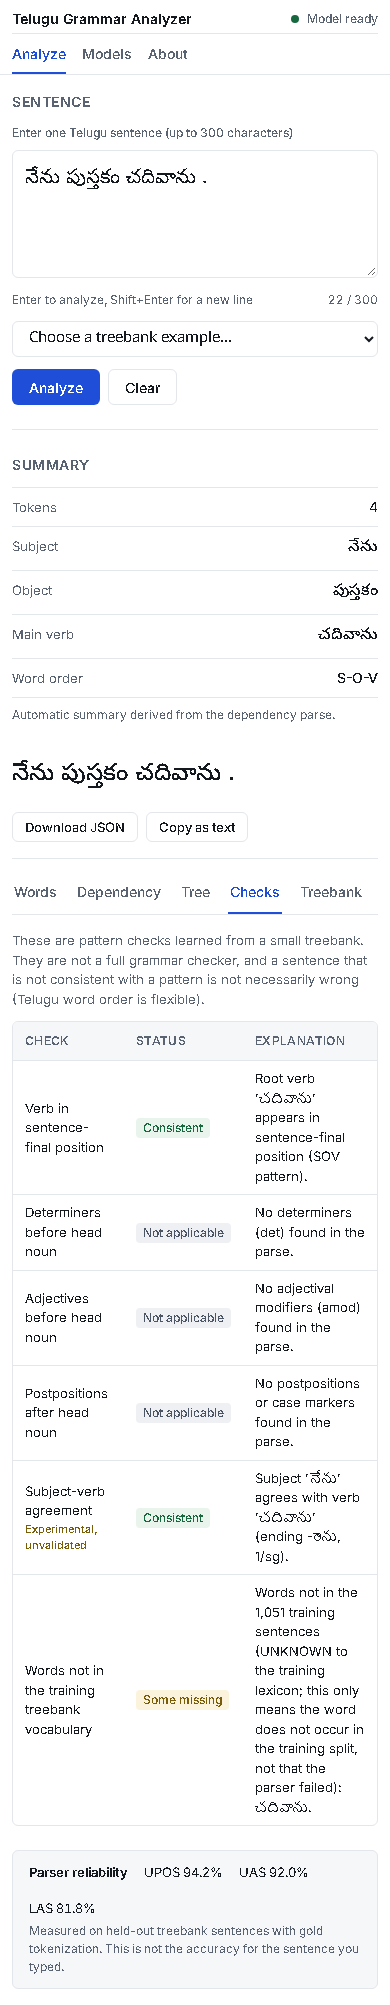 Telugu Grammar Analyzer
Model ready
Analyze Models About
SENTENCE
Enter one Telugu sentence (up to 300 characters)
నేను పుస్తకం చదివాను .
Enter to analyze, Shift+Enter for a new line 22 / 300
Choose a treebank example...
Analyze Clear
SUMMARY
Tokens 4
Subject నేను
Object పుస్తకం
Main verb చదివాను
Word order S-O-V
Automatic summary derived from the dependency parse.
నేను పుస్తకం చదివాను .
Download JSON Copy as text
Words Dependency Tree Checks Treebank
These are pattern checks learned from a small treebank.
They are not a full grammar checker, and a sentence that
is not consistent with a pattern is not necessarily wrong
(Telugu word order is flexible).
CHECK STATUS EXPLANATION
Verb in
sentence-
final position
Consistent
Root verb
'చదివాను'
appears in
sentence-final
position (SOV
pattern).
Determiners
before head
noun
Not applicable
No determiners
(det) found in the
parse.
Adjectives
before head
noun
Not applicable
No adjectival
modifiers (amod)
found in the
parse.
Postpositions
after head
noun
Not applicable
No postpositions
or case markers
found in the
parse.
Subject-verb
agreement
Experimental,
unvalidated
Consistent
Subject 'నేను'
agrees with verb
'చదివాను'
(ending -ాను,
1/sg).
Words not in
the training
treebank
vocabulary
Some missing
Words not in the
1,051 training
sentences
(UNKNOWN to
the training
lexicon; this only
means the word
does not occur in
the training split,
not that the
parser failed):
చదివాను.
Parser reliability UPOS 94.2% UAS 92.0%
LAS 81.8%
Measured on held-out treebank sentences with gold
tokenization. This is not the accuracy for the sentence you
typed.